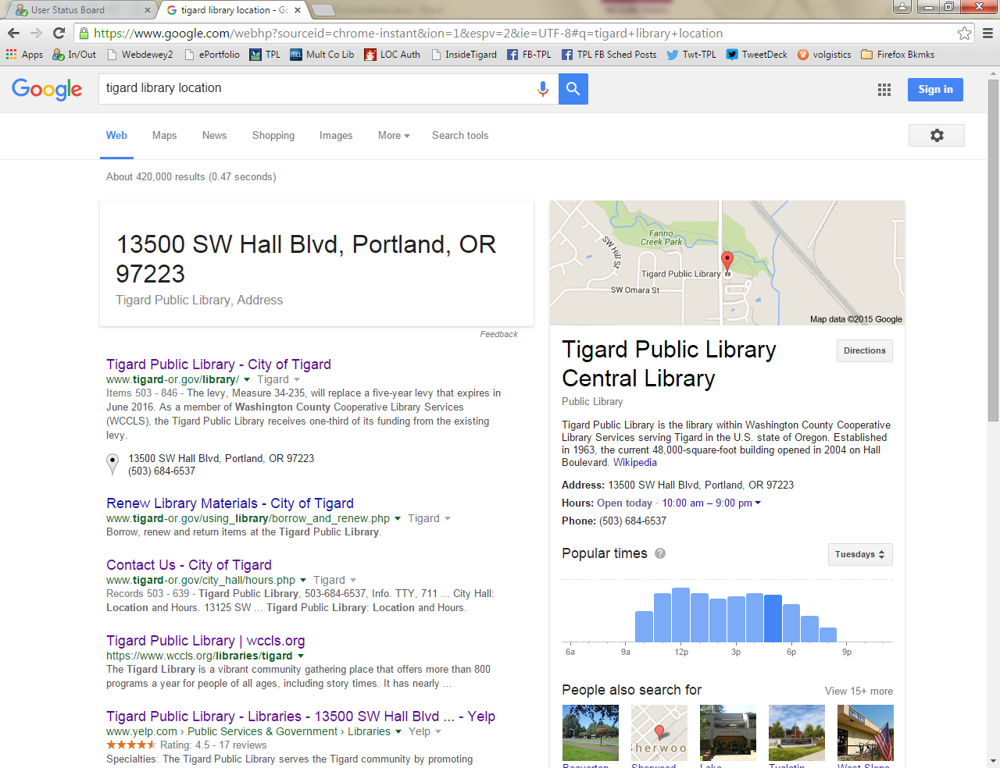 User Status Board
tigard library location - Go
https://www.google.com/webhp?sourceid=chrome-instant&ion=1&espv=2&ie=UTF-8#q=tigard+library+location
Apps
In/Out
Webdewey2
ePortfolio
TPL
Mult Co Lib
LOC Auth
InsideTigard
FB-TPL
TPL FB Sched Posts
Twt-TPL
TweetDeck
volgistics
Firefox Bkmks
Google
tigard library location
Sign in
Web
Maps
News
Shopping
Images
More
Search tools
About 420,000 results (0.47 seconds)
13500 SW Hall Blvd, Portland, OR
97223
Tigard Public Library, Address
Feedback
Tigard Public Library - City of Tigard
www.tigard-or.gov/library/ Tigard
Items 503 - 846 - The levy, Measure 34-235, will replace a five-year levy that expires in
June 2016. As a member of Washington County Cooperative Library Services
(WCCLS), the Tigard Public Library receives one-third of its funding from the existing
levy.
13500 SW Hall Blvd, Portland, OR 97223
(503) 684-6537
Renew Library Materials - City of Tigard
www.tigard-or.gov/using_library/borrow_and_renew.php Tigard
Borrow, renew and return items at the Tigard Public Library.
Contact Us - City of Tigard
www.tigard-or.gov/city_hall/hours.php Tigard
Records 503 - 639 - Tigard Public Library, 503-684-6537, Info. TTY, 711 ... City Hall:
Location and Hours. 13125 SW ... Tigard Public Library: Location and Hours.
Tigard Public Library | wccls.org
https://www.wccls.org/libraries/tigard
The Tigard Library is a vibrant community gathering place that offers more than 800
programs a year for people of all ages, including story times. It has nearly ...
Tigard Public Library - Libraries - 13500 SW Hall Blvd ... - Yelp
www.yelp.com › Public Services & Government › Libraries Yelp
Rating: 4.5 - 17 reviews
Specialties: The Tigard Public Library serves the Tigard community by promoting
Fanno
Creek Park
SW Hill St
Tigard Public Library
SW Omara St
Map data ©2015 Google
Tigard Public Library
Central Library
Directions
Public Library
Tigard Public Library is the library within Washington County Cooperative
Library Services serving Tigard in the U.S. state of Oregon. Established
in 1963, the current 48,000-square-foot building opened in 2004 on Hall
Boulevard. Wikipedia
Address: 13500 SW Hall Blvd, Portland, OR 97223
Hours: Open today · 10:00 am – 9:00 pm
Phone: (503) 684-6537
Popular times
?
Tuesdays
6a 9a 12p 3p 6p 9p
People also search for
View 15+ more
Sherwoo
Beaverton
Sherwood
Lake
Tualatin
West Slope